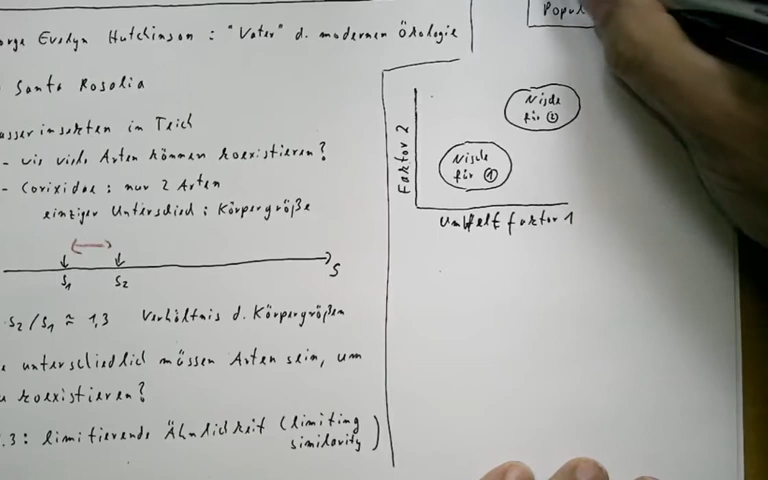 orge Evelyn Hutchinson : "Vater" d. modernen Ökologie
Santa Rosalia
asserinsekten im Teich
- wie viele Arten können koexistieren?
- Corixidae : nur 2 Arten
einziger Unterschied : Körpergröße
S1 S2 S
S2/S1 ≈ 1,3 Verhältnis d. Körpergrößen
e unterschiedlich müssen Arten sein, um
u koexistieren?
.3 : limitierende Ähnlichkeit (limiting
similarity)
Popul
Faktor 2
Nische
für ②
Nische
für ①
Umweltfaktor 1